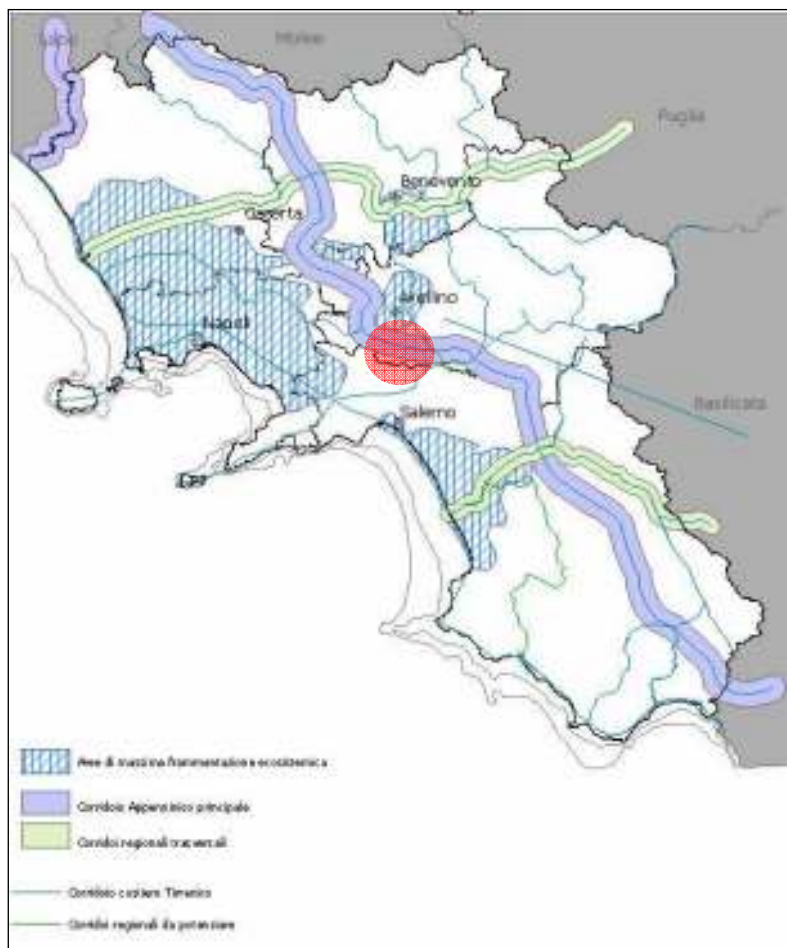 Lazio
Molise
Puglia
Benevento
Caserta
Avellino
Napoli
Salerno
Basilicata
Aree di massima frammentazione ecosistemica
Corridoio Appenninico principale
Corridoi regionali trasversali
Corridoio costiero Tirrenico
Corridoi regionali da potenziare